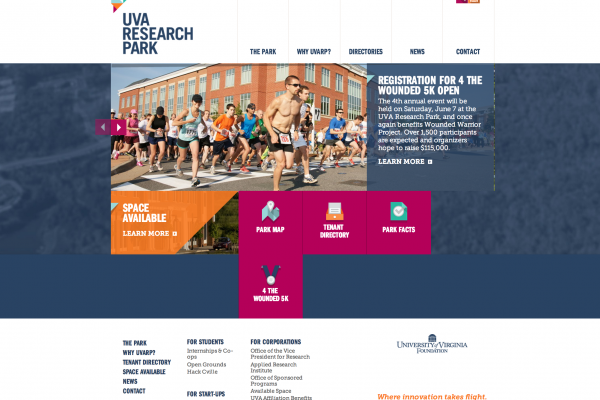 UVA
RESEARCH
PARK
THE PARK
WHY UVARP?
DIRECTORIES
NEWS
CONTACT
REGISTRATION FOR 4 THE
WOUNDED 5K OPEN
The 4th annual event will be
held on Saturday, June 7 at the
UVA Research Park, and once
again benefits Wounded Warrior
Project. Over 1,500 participants
are expected and organizers
hope to raise $115,000.
LEARN MORE
SPACE
AVAILABLE
LEARN MORE
PARK MAP
TENANT
DIRECTORY
PARK FACTS
4 THE
WOUNDED 5K
THE PARK
WHY UVARP?
TENANT DIRECTORY
SPACE AVAILABLE
NEWS
CONTACT
FOR STUDENTS
Internships & Co-
ops
Open Grounds
Hack Cville
FOR START-UPS
FOR CORPORATIONS
Office of the Vice
President for Research
Applied Research
Institute
Office of Sponsored
Programs
Available Space
UVA Affiliation Benefits
UNIVERSITY of VIRGINIA
FOUNDATION
Where innovation takes flight.